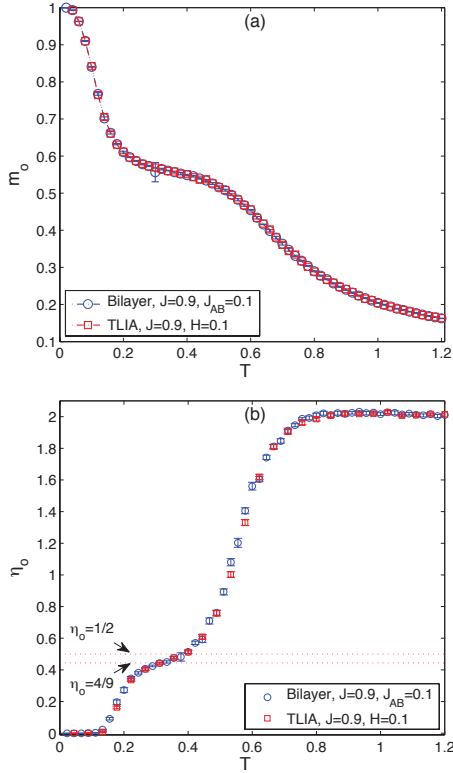 (a)
1
0.9
0.8
0.7
0.6
0.5
0.4
0.3
0.2
0.1
m_o
Bilayer, J=0.9, J_AB=0.1
TLIA, J=0.9, H=0.1
0 0.2 0.4 0.6 0.8 1 1.2
T
(b)
2
1.8
1.6
1.4
1.2
1
0.8
0.6
0.4
0.2
0
η_o
η_o=1/2
η_o=4/9
Bilayer, J=0.9, J_AB=0.1
TLIA, J=0.9, H=0.1
0 0.2 0.4 0.6 0.8 1 1.2
T